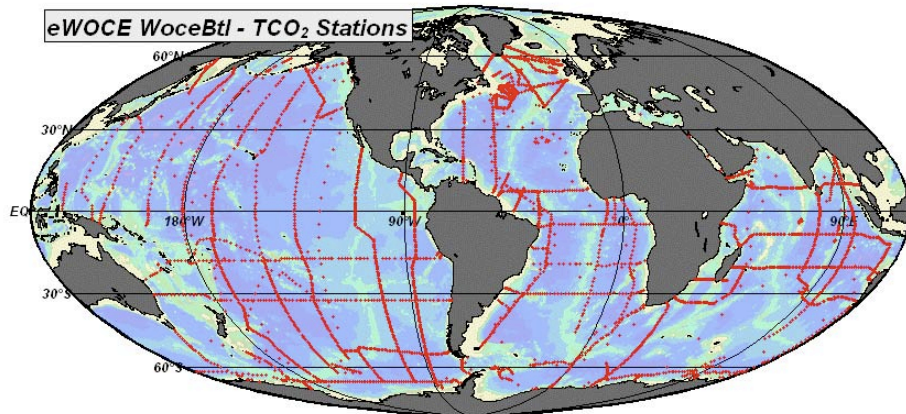 eWOCE WoceBtl - TCO₂ Stations
60°N
30°N
EQ 180°W 90°W 0° 90°E
30°S
60°S